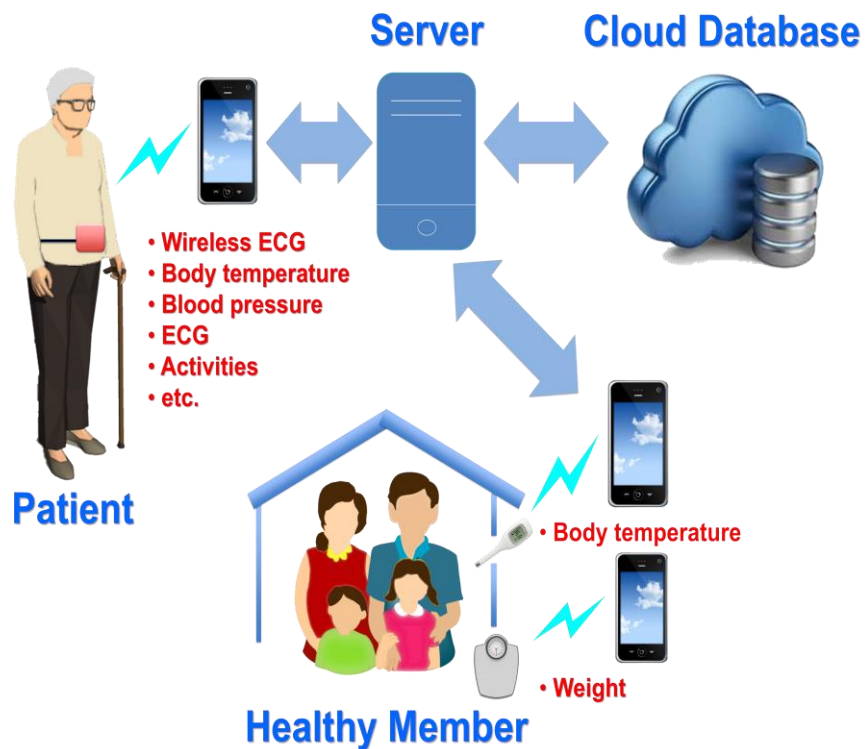 Server
Cloud Database
• Wireless ECG
• Body temperature
• Blood pressure
• ECG
• Activities
• etc.
Patient
• Body temperature
• Weight
Healthy Member